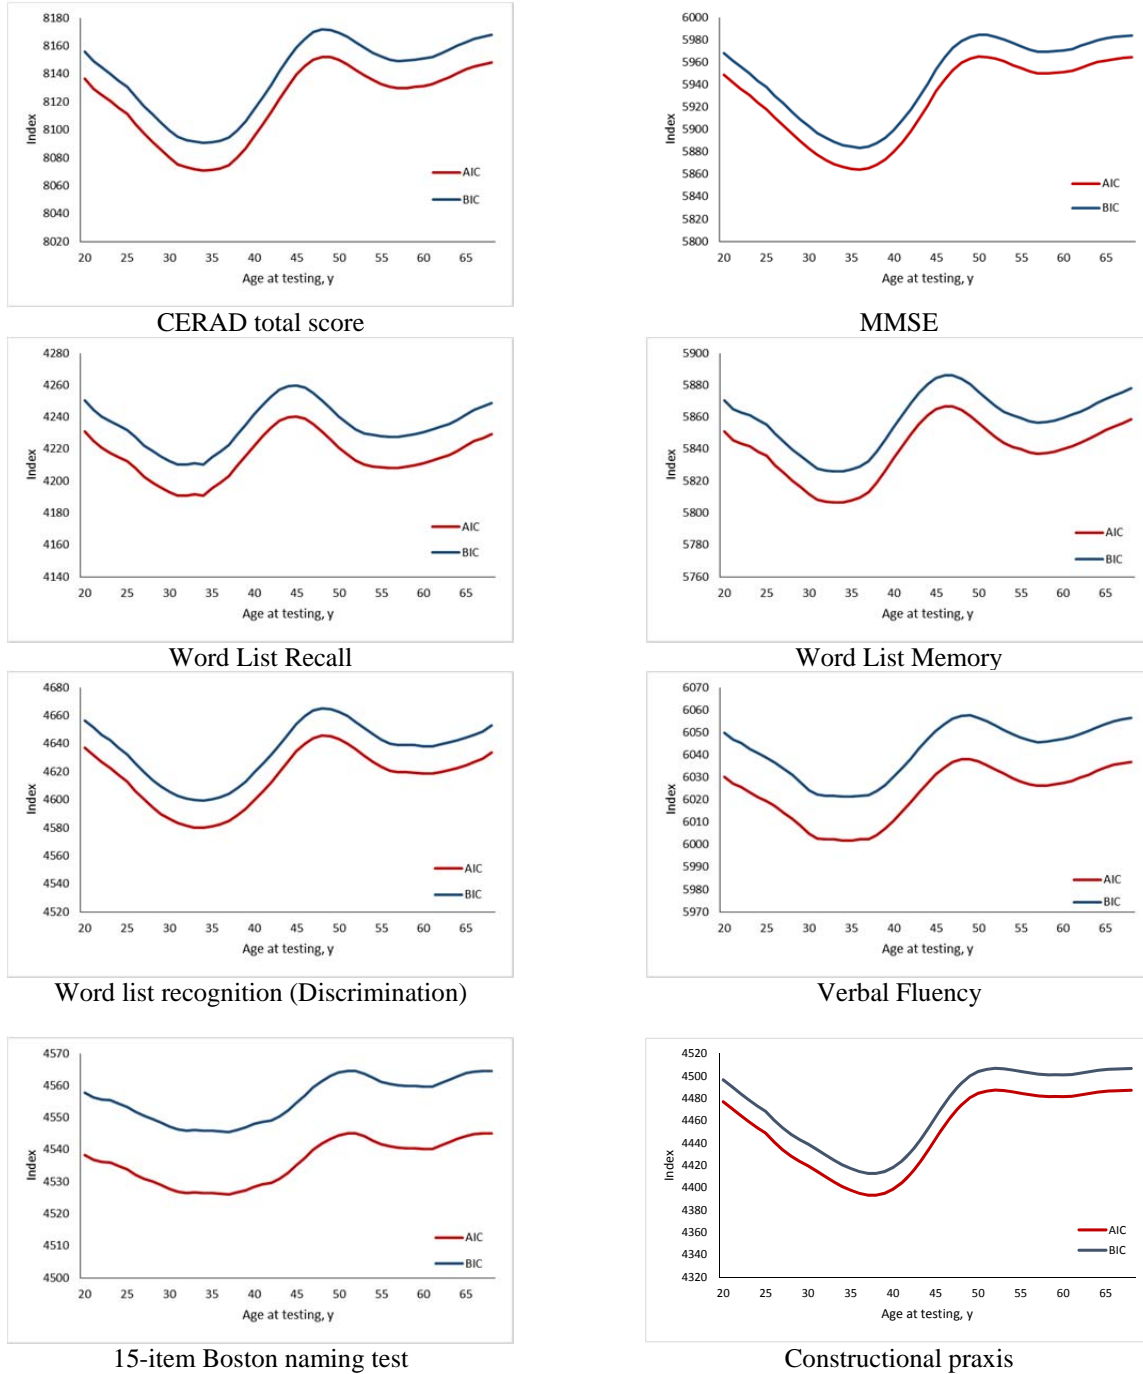 8180
8160
8140
8120
8100
8080
8060
8040
8020
Index
AIC
BIC
20 25 30 35 40 45 50 55 60 65
Age at testing, y
CERAD total score
6000
5980
5960
5940
5920
5900
5880
5860
5840
5820
5800
Index
AIC
BIC
20 25 30 35 40 45 50 55 60 65
Age at testing, y
MMSE
4280
4260
4240
4220
4200
4180
4160
4140
Index
AIC
BIC
20 25 30 35 40 45 50 55 60 65
Age at testing, y
Word List Recall
5900
5880
5860
5840
5820
5800
5780
5760
Index
AIC
BIC
20 25 30 35 40 45 50 55 60 65
Age at testing, y
Word List Memory
4680
4660
4640
4620
4600
4580
4560
4540
4520
Index
AIC
BIC
20 25 30 35 40 45 50 55 60 65
Age at testing, y
Word list recognition (Discrimination)
6070
6060
6050
6040
6030
6020
6010
6000
5990
5980
5970
Index
AIC
BIC
20 25 30 35 40 45 50 55 60 65
Age at testing, y
Verbal Fluency
4570
4560
4550
4540
4530
4520
4510
4500
Index
AIC
BIC
20 25 30 35 40 45 50 55 60 65
Age at testing, y
15-item Boston naming test
4520
4500
4480
4460
4440
4420
4400
4380
4360
4340
4320
Index
AIC
BIC
20 25 30 35 40 45 50 55 60 65
Age at testing, y
Constructional praxis